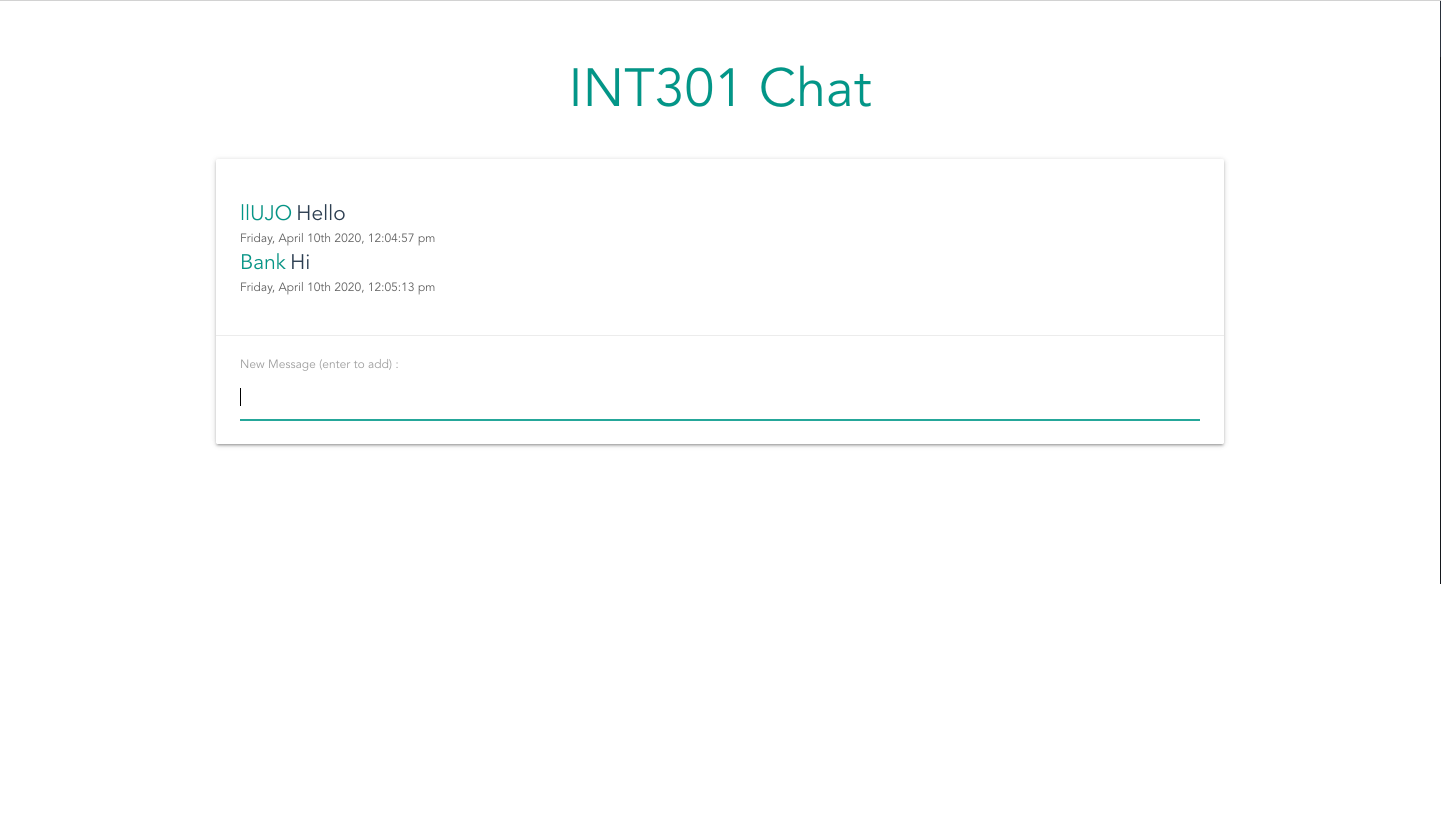 INT301 Chat
llUJO Hello
Friday, April 10th 2020, 12:04:57 pm
Bank Hi
Friday, April 10th 2020, 12:05:13 pm
New Message (enter to add) :